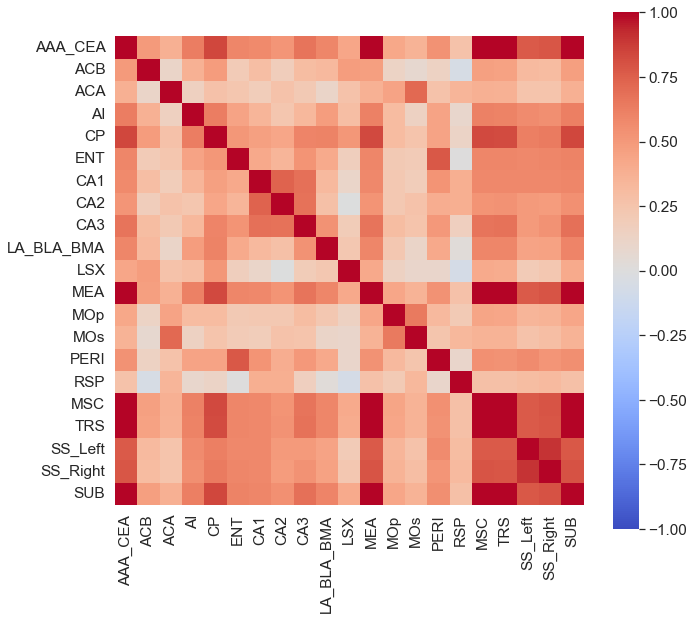 AAA_CEA
ACB
ACA
AI
CP
ENT
CA1
CA2
CA3
LA_BLA_BMA
LSX
MEA
MOp
MOs
PERI
RSP
MSC
TRS
SS_Left
SS_Right
SUB
AAA_CEA
ACB
ACA
AI
CP
ENT
CA1
CA2
CA3
LA_BLA_BMA
LSX
MEA
MOp
MOs
PERI
RSP
MSC
TRS
SS_Left
SS_Right
SUB
1.00
0.75
0.50
0.25
0.00
−0.25
−0.50
−0.75
−1.00